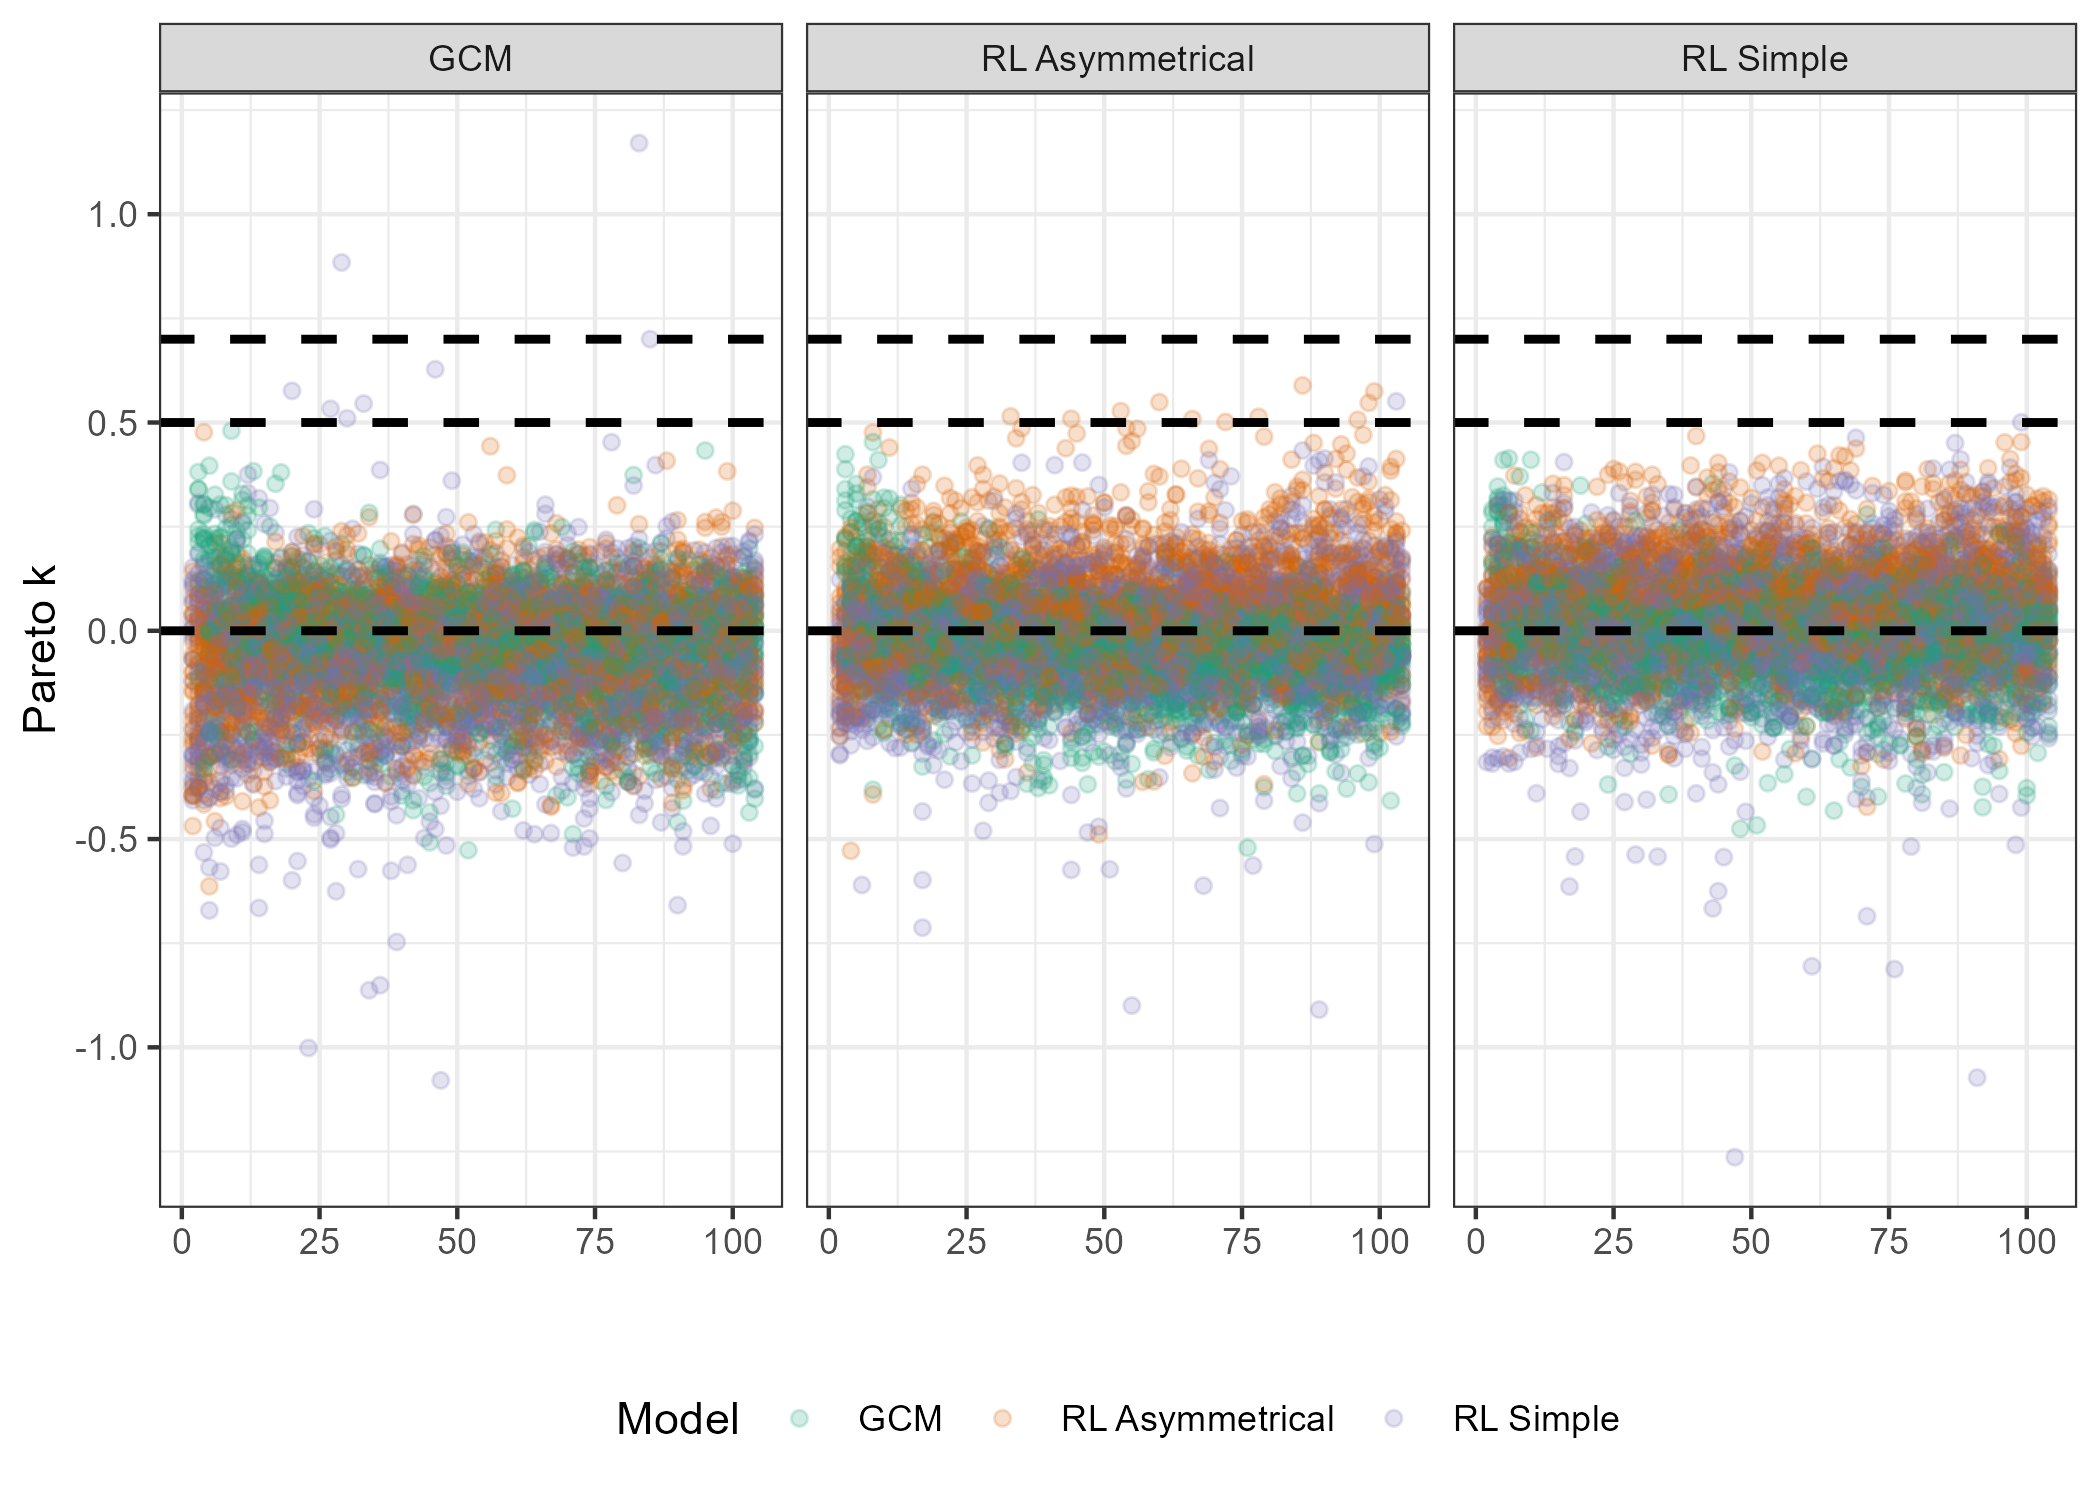 GCM RL Asymmetrical RL Simple
Pareto k
1.0
0.5
0.0
-0.5
-1.0
0 25 50 75 100 0 25 50 75 100 0 25 50 75 100
Model GCM RL Asymmetrical RL Simple